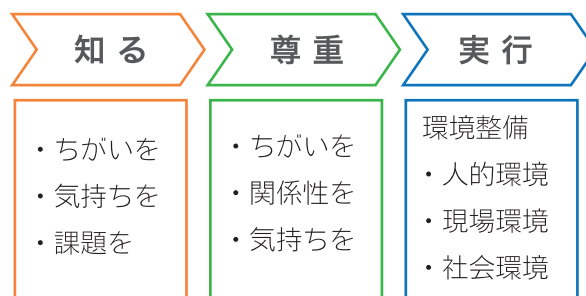 知る
尊重
実行
・ちがいを
・気持ちを
・課題を
・ちがいを
・関係性を
・気持ちを
環境整備
・人的環境
・現場環境
・社会環境